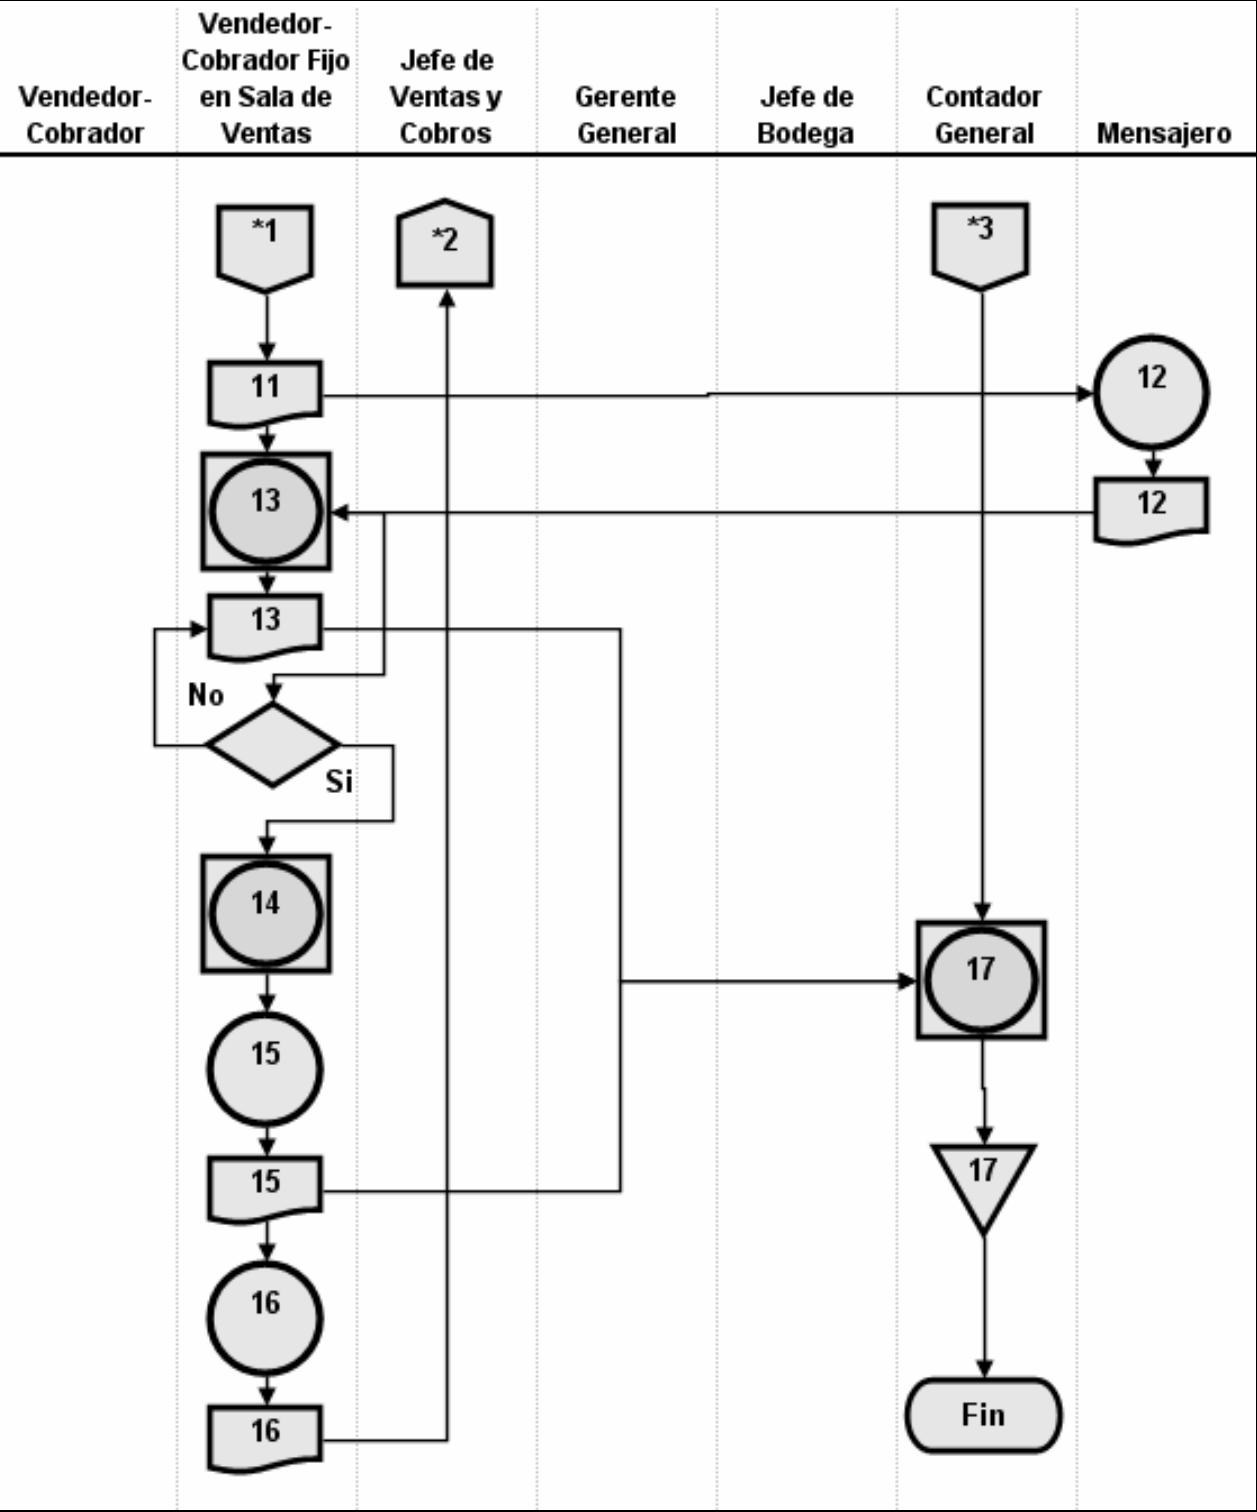 Vendedor-
Cobrador
Vendedor-
Cobrador Fijo
en Sala de
Ventas
Jefe de
Ventas y
Cobros
Gerente
General
Jefe de
Bodega
Contador
General
Mensajero
*1
*2
*3
11
12
13
12
13
No
Si
14
17
15
17
15
16
Fin
16